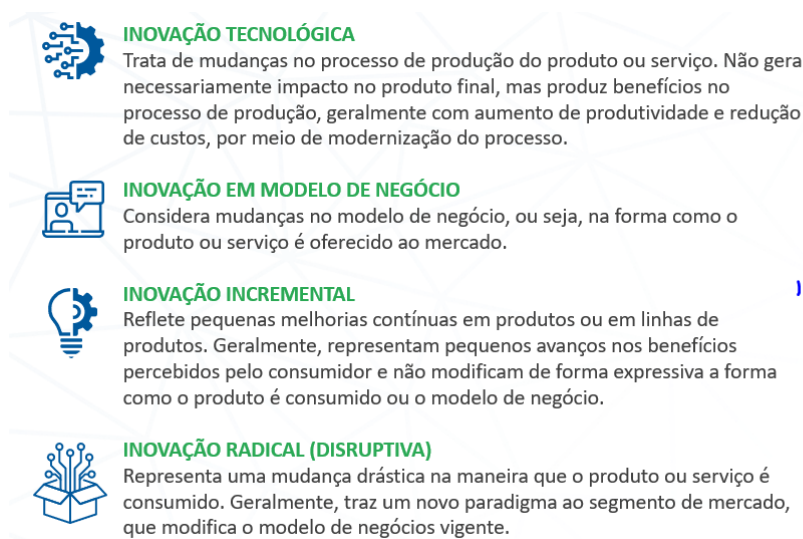 INOVAÇÃO TECNOLÓGICA
Trata de mudanças no processo de produção do produto ou serviço. Não gera
necessariamente impacto no produto final, mas produz benefícios no
processo de produção, geralmente com aumento de produtividade e redução
de custos, por meio de modernização do processo.
INOVAÇÃO EM MODELO DE NEGÓCIO
Considera mudanças no modelo de negócio, ou seja, na forma como o
produto ou serviço é oferecido ao mercado.
INOVAÇÃO INCREMENTAL
Reflete pequenas melhorias contínuas em produtos ou em linhas de
produtos. Geralmente, representam pequenos avanços nos benefícios
percebidos pelo consumidor e não modificam de forma expressiva a forma
como o produto é consumido ou o modelo de negócio.
INOVAÇÃO RADICAL (DISRUPTIVA)
Representa uma mudança drástica na maneira que o produto ou serviço é
consumido. Geralmente, traz um novo paradigma ao segmento de mercado,
que modifica o modelo de negócios vigente.